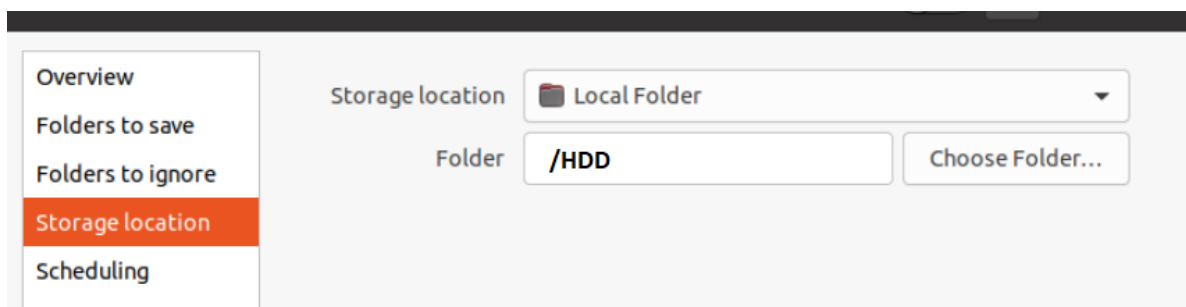 Overview
Folders to save
Folders to ignore
Storage location
Scheduling
Storage location Local Folder
Folder /HDD Choose Folder...